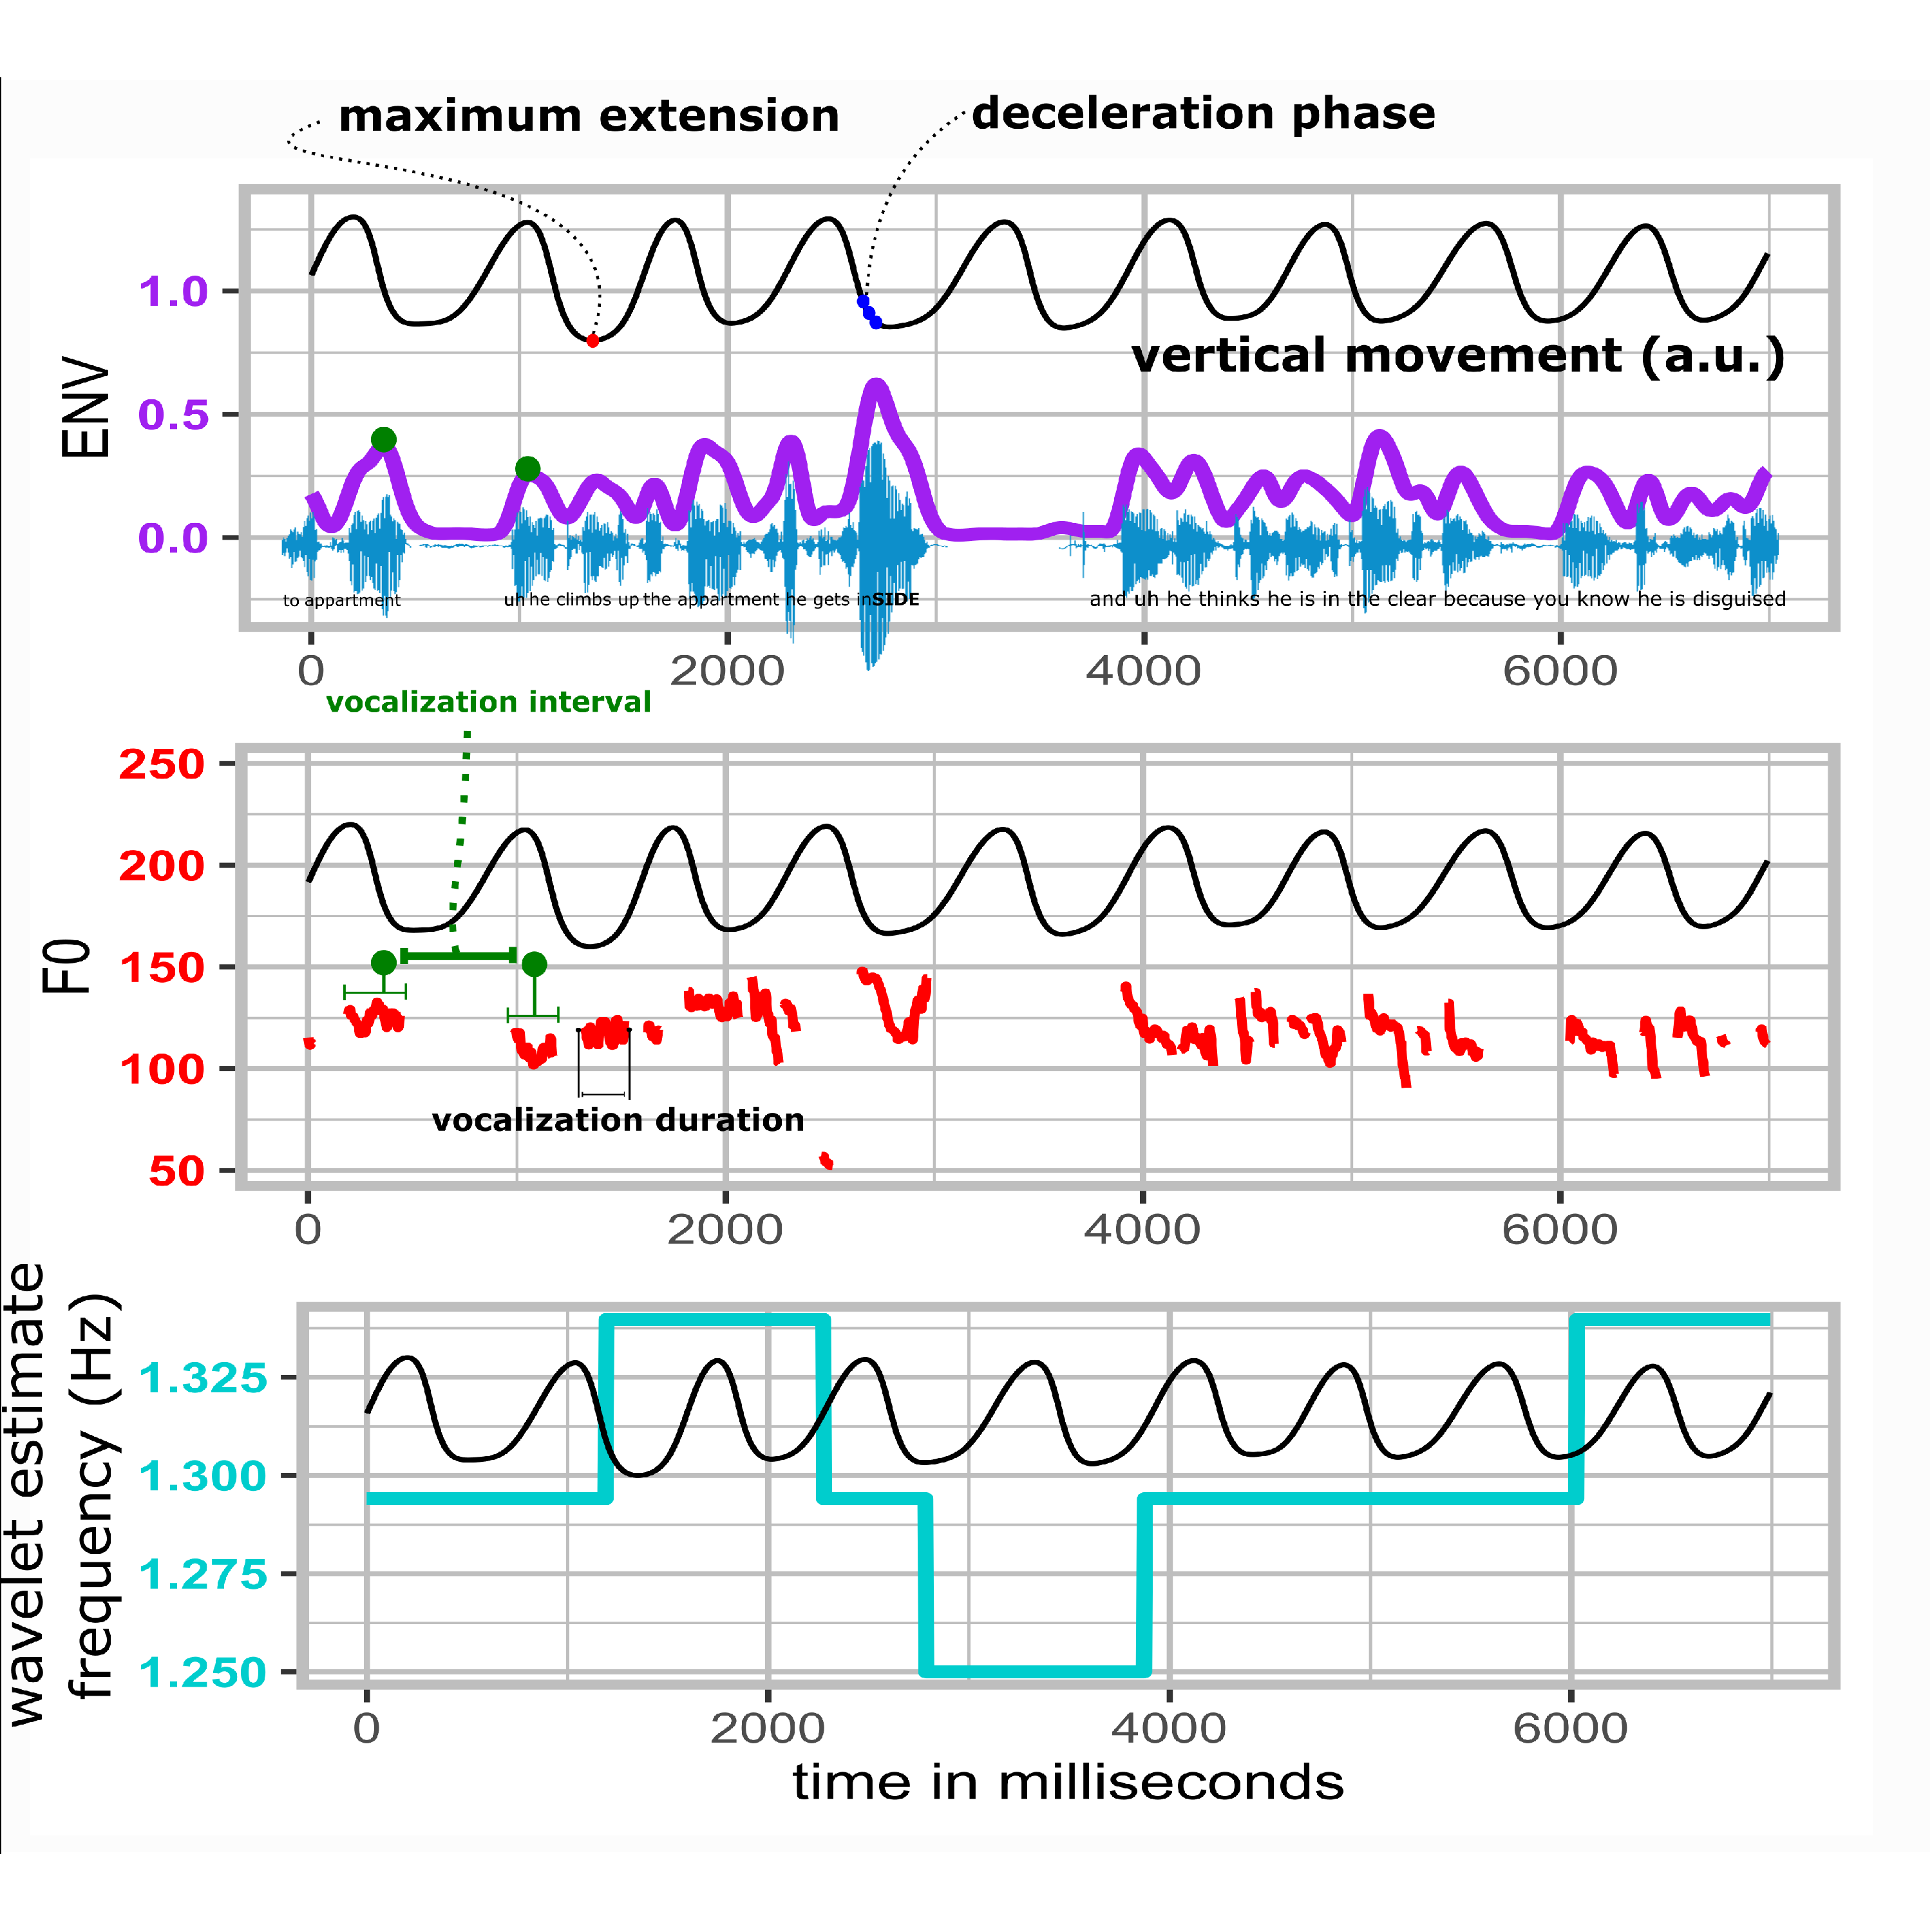 maximum extension
deceleration phase
ENV
1.0
0.5
0.0
vertical movement (a.u.)
to appartment
uh he climbs up the appartment he gets inSIDE
and uh he thinks he is in the clear because you know he is disguised
0 2000 4000 6000
vocalization interval
F0
250
200
150
100
50
vocalization duration
0 2000 4000 6000
wavelet estimate
frequency (Hz)
1.325
1.300
1.275
1.250
0 2000 4000 6000
time in milliseconds